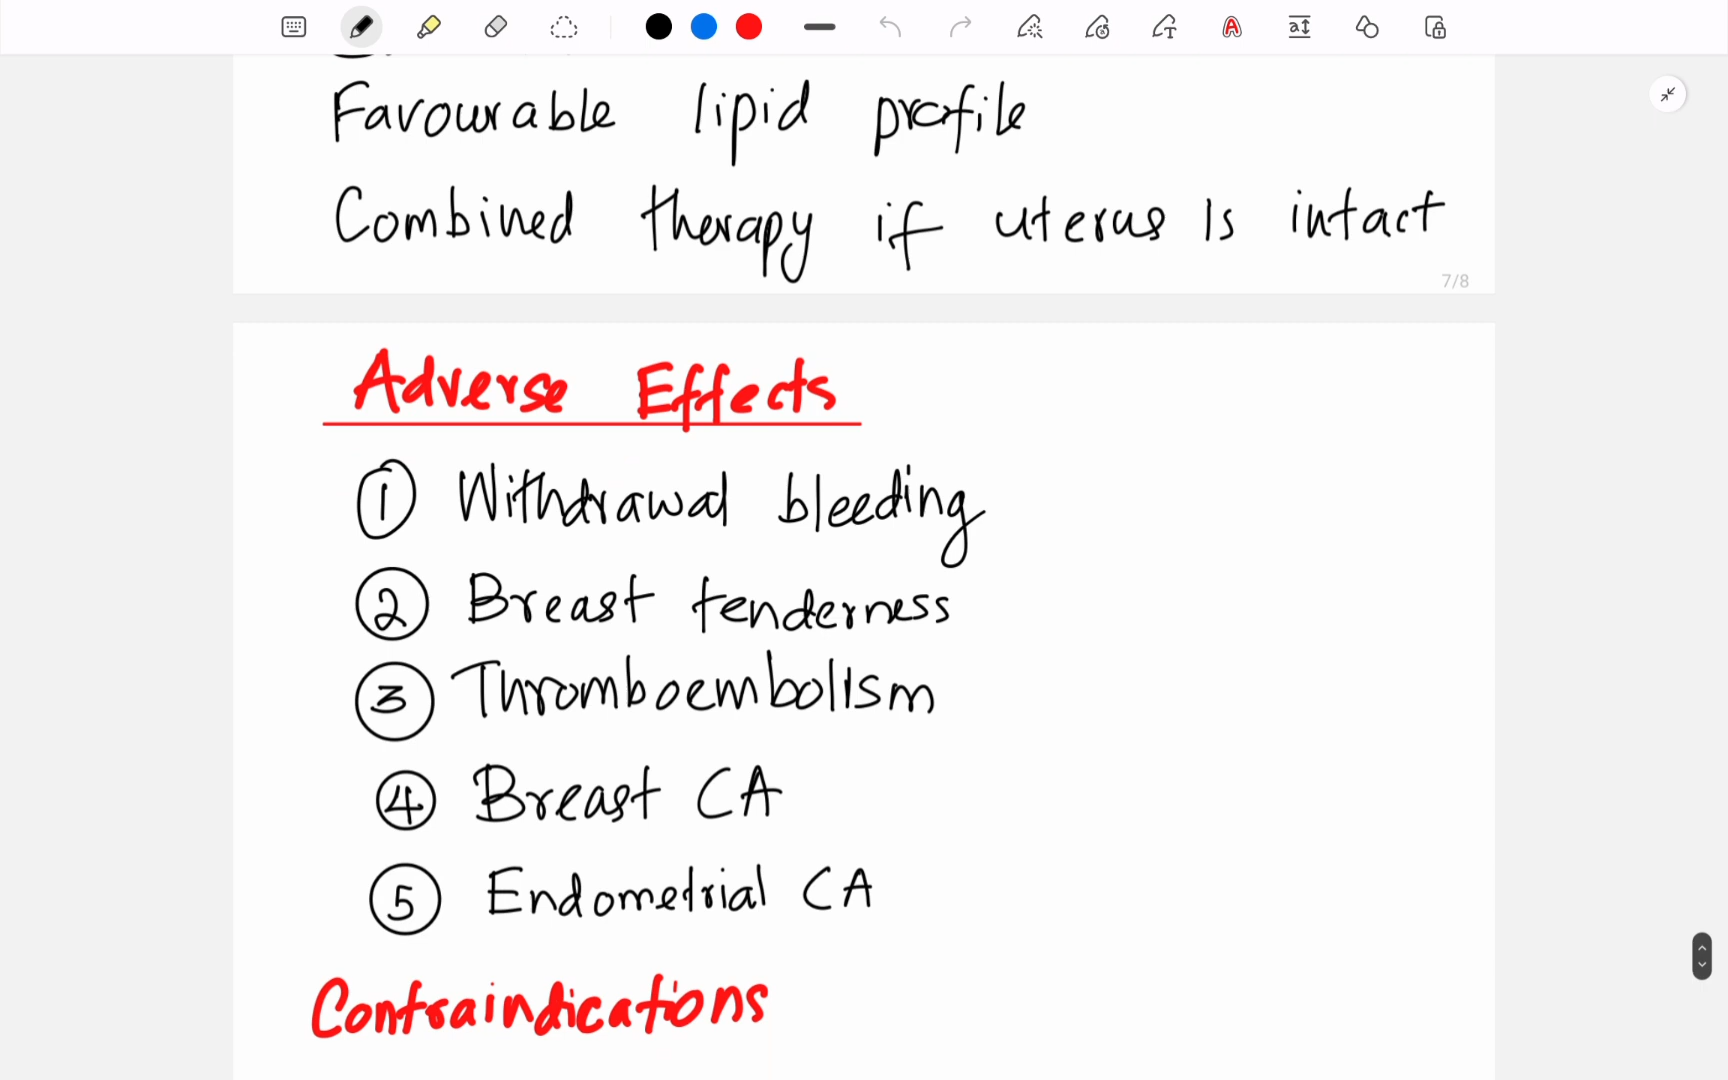 Favourable lipid profile
Combined therapy if uterus is intact
7/8
Adverse Effects
① Withdrawal bleeding
② Breast tenderness
③ Thromboembolism
④ Breast CA
⑤ Endometrial CA
Contraindications